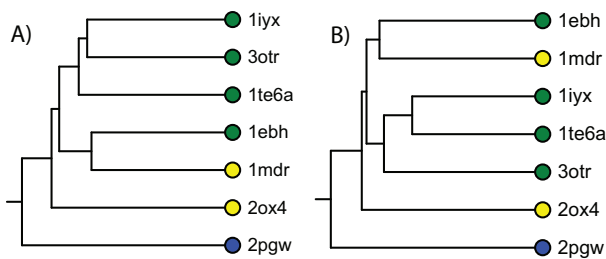 A)
1iyx
3otr
1te6a
1ebh
1mdr
2ox4
2pgw
B)
1ebh
1mdr
1iyx
1te6a
3otr
2ox4
2pgw